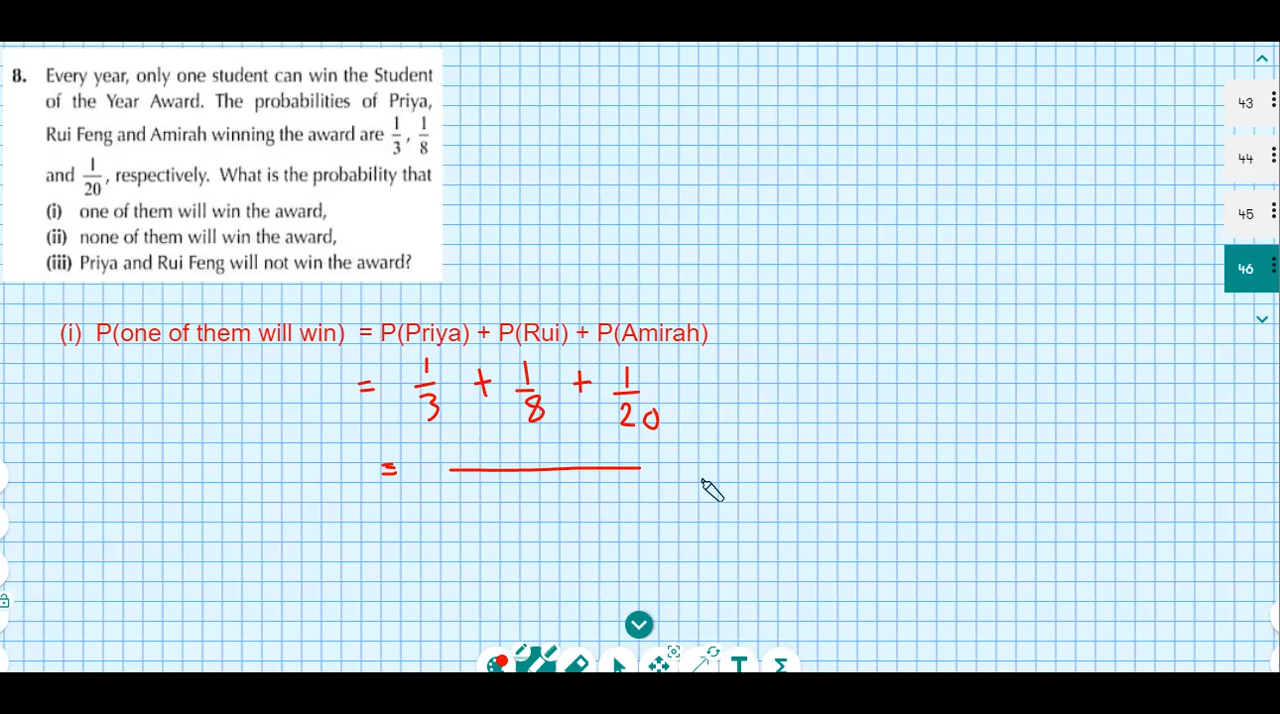 8. Every year, only one student can win the Student
of the Year Award. The probabilities of Priya,
Rui Feng and Amirah winning the award are 1/3, 1/8
and 1/20, respectively. What is the probability that
(i) one of them will win the award,
(ii) none of them will win the award,
(iii) Priya and Rui Feng will not win the award?
(i) P(one of them will win) = P(Priya) + P(Rui) + P(Amirah)
= 1/3 + 1/8 + 1/20
=
43
44
45
46
T
Σ